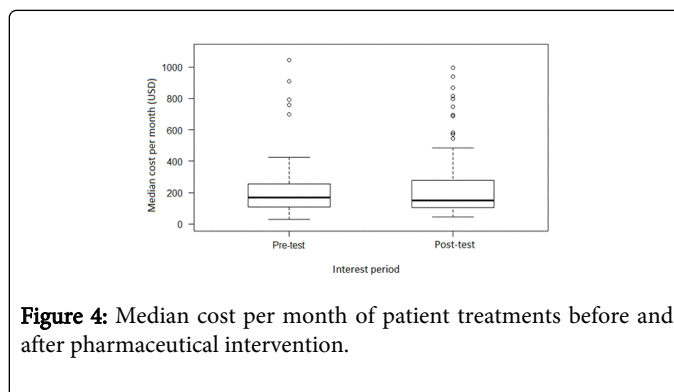 1000
800
600
400
200
0
Median cost per month (USD)
Pre-test
Post-test
Interest period
Figure 4: Median cost per month of patient treatments before and
after pharmaceutical intervention.